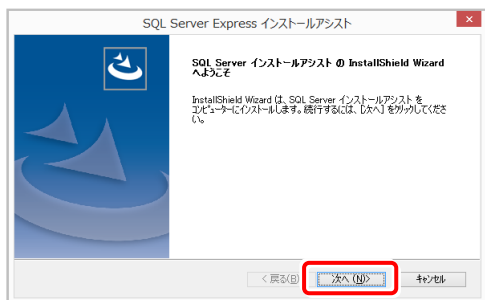 SQL Server Express インストールアシスト
SQL Server インストールアシスト の InstallShield Wizard
へようこそ
InstallShield Wizard は、SQL Server インストールアシスト を
コンピューターにインストールします。続行するには、[次へ] をクリックしてくださ
い。
< 戻る(B)
次へ (N)>
キャンセル